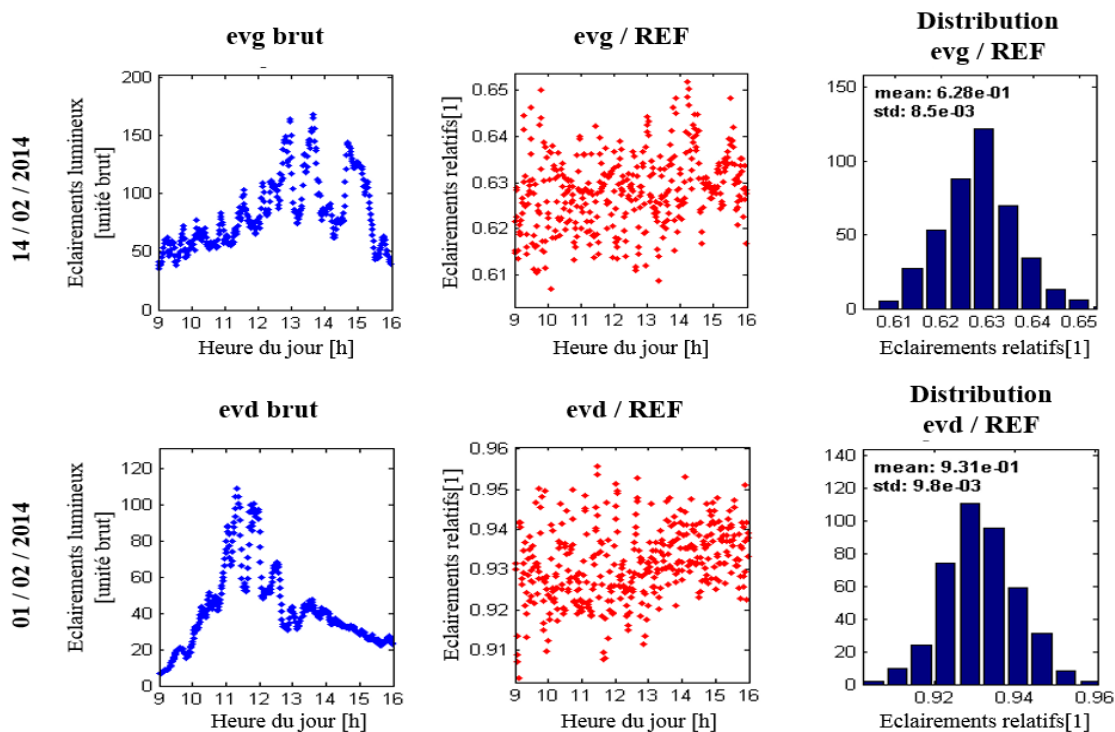 evg brut
evg / REF
Distribution
evg / REF
14 / 02 / 2014
Eclairements lumineux
[unité brut]
200
150
100
50
0
9 10 11 12 13 14 15 16
Heure du jour [h]
Eclairements relatifs[1]
0.65
0.64
0.63
0.62
0.61
9 10 11 12 13 14 15 16
Heure du jour [h]
mean: 6.28e-01
std: 8.5e-03
150
100
50
0
0.61 0.62 0.63 0.64 0.65
Eclairements relatifs[1]
evd brut
evd / REF
Distribution
evd / REF
01 / 02 / 2014
Eclairements lumineux
[unité brut]
120
100
80
60
40
20
0
9 10 11 12 13 14 15 16
Heure du jour [h]
Eclairements relatifs[1]
0.96
0.95
0.94
0.93
0.92
0.91
9 10 11 12 13 14 15 16
Heure du jour [h]
mean: 9.31e-01
std: 9.8e-03
140
120
100
80
60
40
20
0
0.92 0.94 0.96
Eclairements relatifs[1]